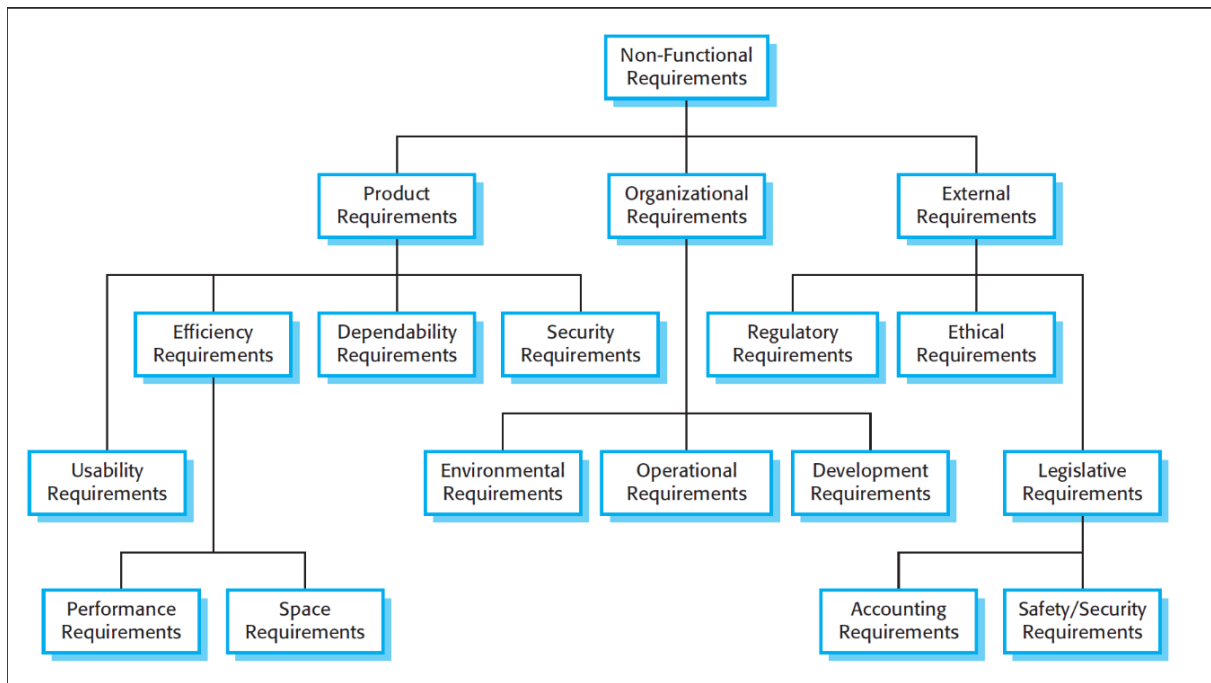 Non-Functional
Requirements
Product
Requirements
Organizational
Requirements
External
Requirements
Efficiency
Requirements
Dependability
Requirements
Security
Requirements
Regulatory
Requirements
Ethical
Requirements
Usability
Requirements
Environmental
Requirements
Operational
Requirements
Development
Requirements
Legislative
Requirements
Performance
Requirements
Space
Requirements
Accounting
Requirements
Safety/Security
Requirements